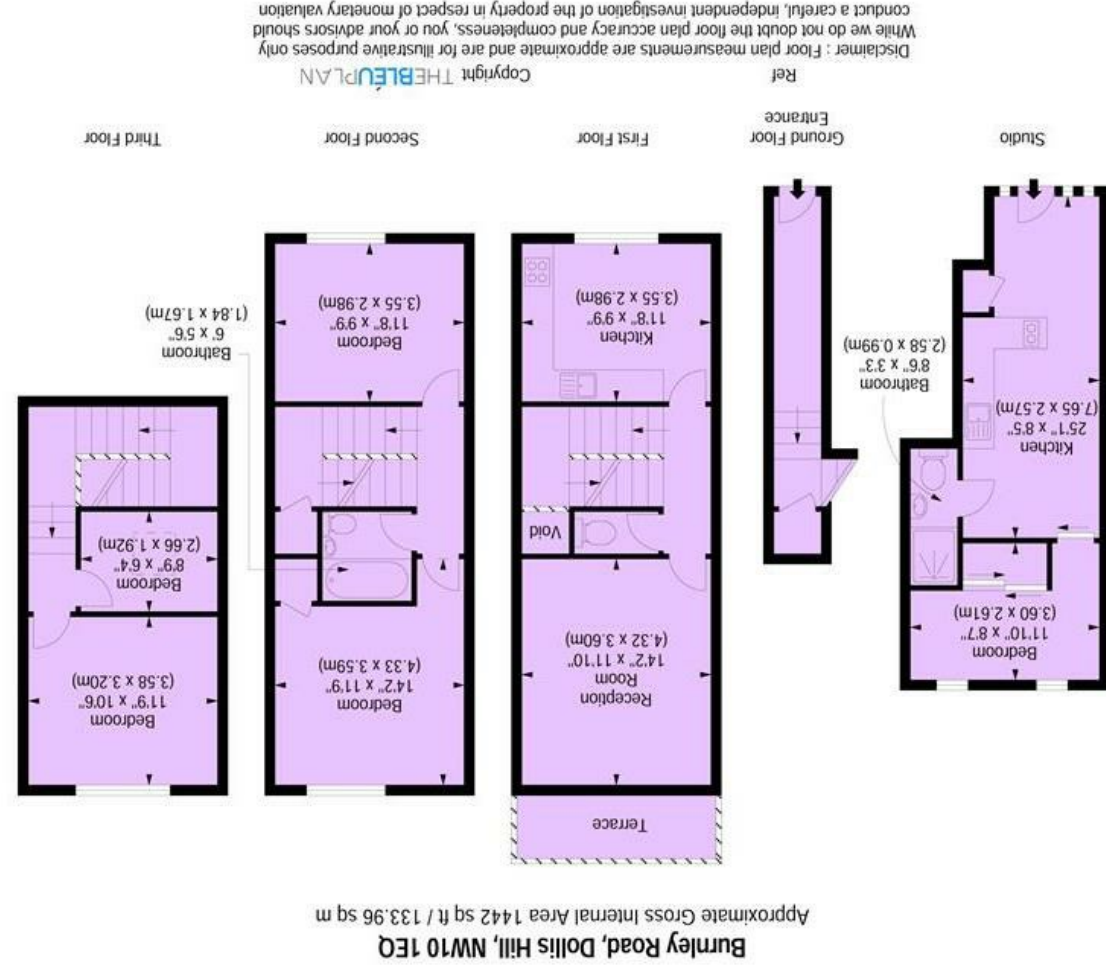 Burnley Road, Dollis Hill, NW10 1EQ
Approximate Gross Internal Area 1442 sq ft / 133.96 sq m
Terrace
Reception
Room
14'2" x 11'10"
(4.32 x 3.60m)
Void
Kitchen
11'8" x 9'9"
(3.55 x 2.98m)
Bedroom
14'2" x 11'9"
(4.33 x 3.59m)
Bathroom
6' x 5'6"
(1.84 x 1.67m)
Bedroom
11'8" x 9'9"
(3.55 x 2.98m)
Bedroom
11'9" x 10'6"
(3.58 x 3.20m)
Bedroom
8'9" x 6'4"
(2.66 x 1.92m)
Bedroom
11'10" x 8'7"
(3.60 x 2.61m)
Kitchen
25'1" x 8'5"
(7.65 x 2.57m)
Bathroom
8'6" x 3'3"
(2.58 x 0.99m)
Studio
Ground Floor
Entrance
First Floor
Second Floor
Third Floor
Ref
Copyright THEBLÉUPLAN
Disclaimer : Floor plan measurements are approximate and are for illustrative purposes only
While we do not doubt the floor plan accuracy and completeness, you or your advisors should
conduct a careful, independent investigation of the property in respect of monetary valuation